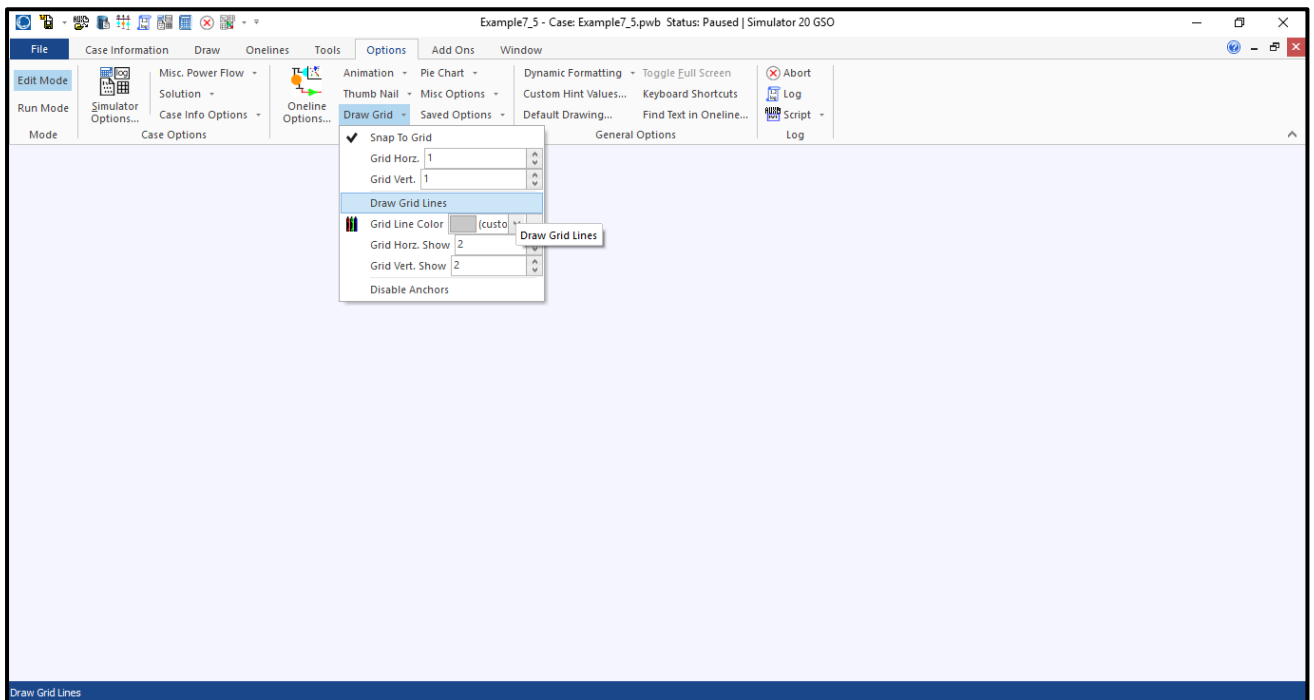 Example7_5 - Case: Example7_5.pwb Status: Paused | Simulator 20 GSO
File Case Information Draw Onelines Tools Options Add Ons Window
Edit Mode
Run Mode
Mode
Simulator
Options...
Misc. Power Flow
Solution
Case Info Options
Case Options
Oneline
Options...
Animation Pie Chart
Thumb Nail Misc Options
Draw Grid Saved Options
Dynamic Formatting Toggle Full Screen
Custom Hint Values... Keyboard Shortcuts
Default Drawing... Find Text in Oneline...
General Options
Abort
Log
Script
Log
Snap To Grid
Grid Horz. 1
Grid Vert. 1
Draw Grid Lines
Grid Line Color (custo
Draw Grid Lines
Grid Horz. Show 2
Grid Vert. Show 2
Disable Anchors
Draw Grid Lines